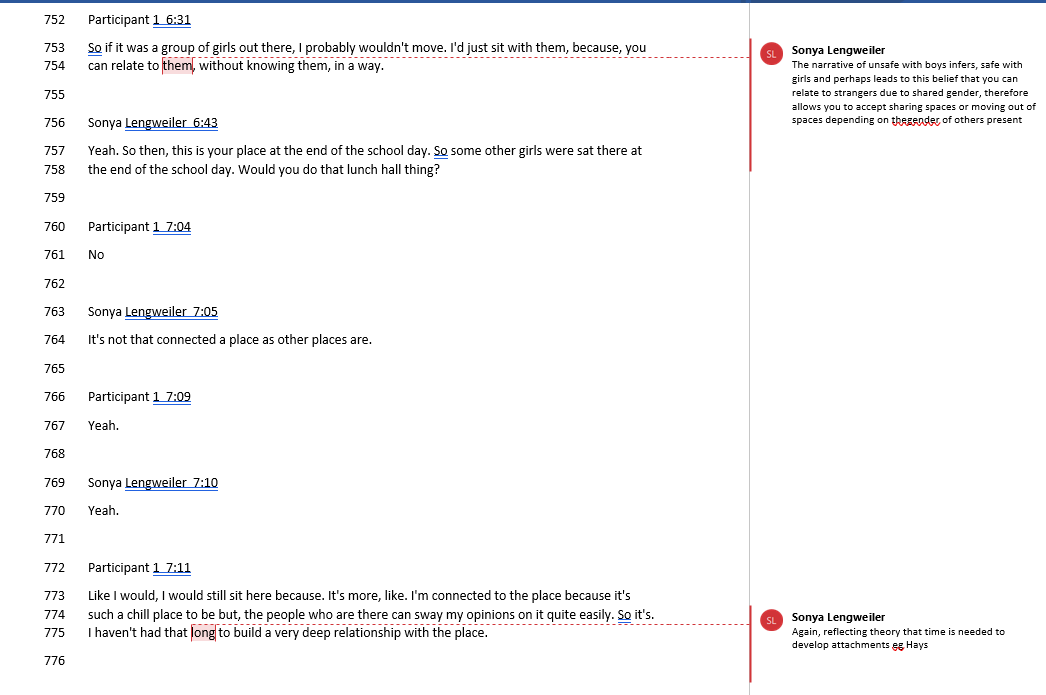 752 Participant 1 6:31
753 So if it was a group of girls out there, I probably wouldn't move. I'd just sit with them, because, you
754 can relate to them, without knowing them, in a way.
755
756 Sonya Lengweiler 6:43
757 Yeah. So then, this is your place at the end of the school day. So some other girls were sat there at
758 the end of the school day. Would you do that lunch hall thing?
759
760 Participant 1 7:04
761 No
762
763 Sonya Lengweiler 7:05
764 It's not that connected a place as other places are.
765
766 Participant 1 7:09
767 Yeah.
768
769 Sonya Lengweiler 7:10
770 Yeah.
771
772 Participant 1 7:11
773 Like I would, I would still sit here because. It's more, like. I'm connected to the place because it's
774 such a chill place to be but, the people who are there can sway my opinions on it quite easily. So it's.
775 I haven't had that long to build a very deep relationship with the place.
776
SL Sonya Lengweiler
The narrative of unsafe with boys infers, safe with
girls and perhaps leads to this belief that you can
relate to strangers due to shared gender, therefore
allows you to accept sharing spaces or moving out of
spaces depending on thegender of others present
SL Sonya Lengweiler
Again, reflecting theory that time is needed to
develop attachments eg Hays